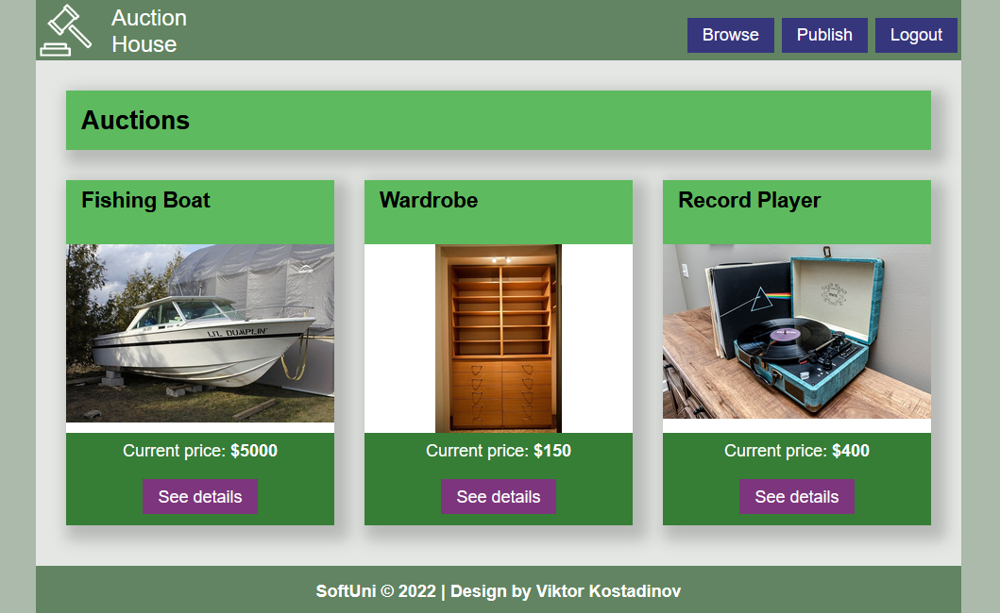 Auction
House
Browse
Publish
Logout
Auctions
Fishing Boat
Wardrobe
Record Player
LI'L DUMPLIN'
Current price: $5000
Current price: $150
Current price: $400
See details
See details
See details
SoftUni © 2022 | Design by Viktor Kostadinov